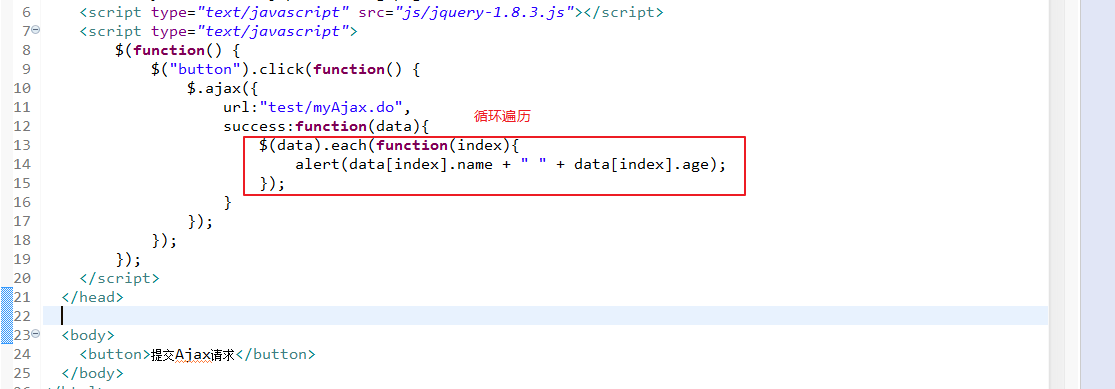 6 <script type="text/javascript" src="js/jquery-1.8.3.js"></script>
7 <script type="text/javascript">
8 $(function() {
9 $("button").click(function() {
10 $.ajax({
11 url:"test/myAjax.do",
循环遍历
12 success:function(data){
13 $(data).each(function(index){
14 alert(data[index].name + " " + data[index].age);
15 });
16 }
17 });
18 });
19 });
20 </script>
21 </head>
22
23 <body>
24 <button>提交Ajax请求</button>
25 </body>